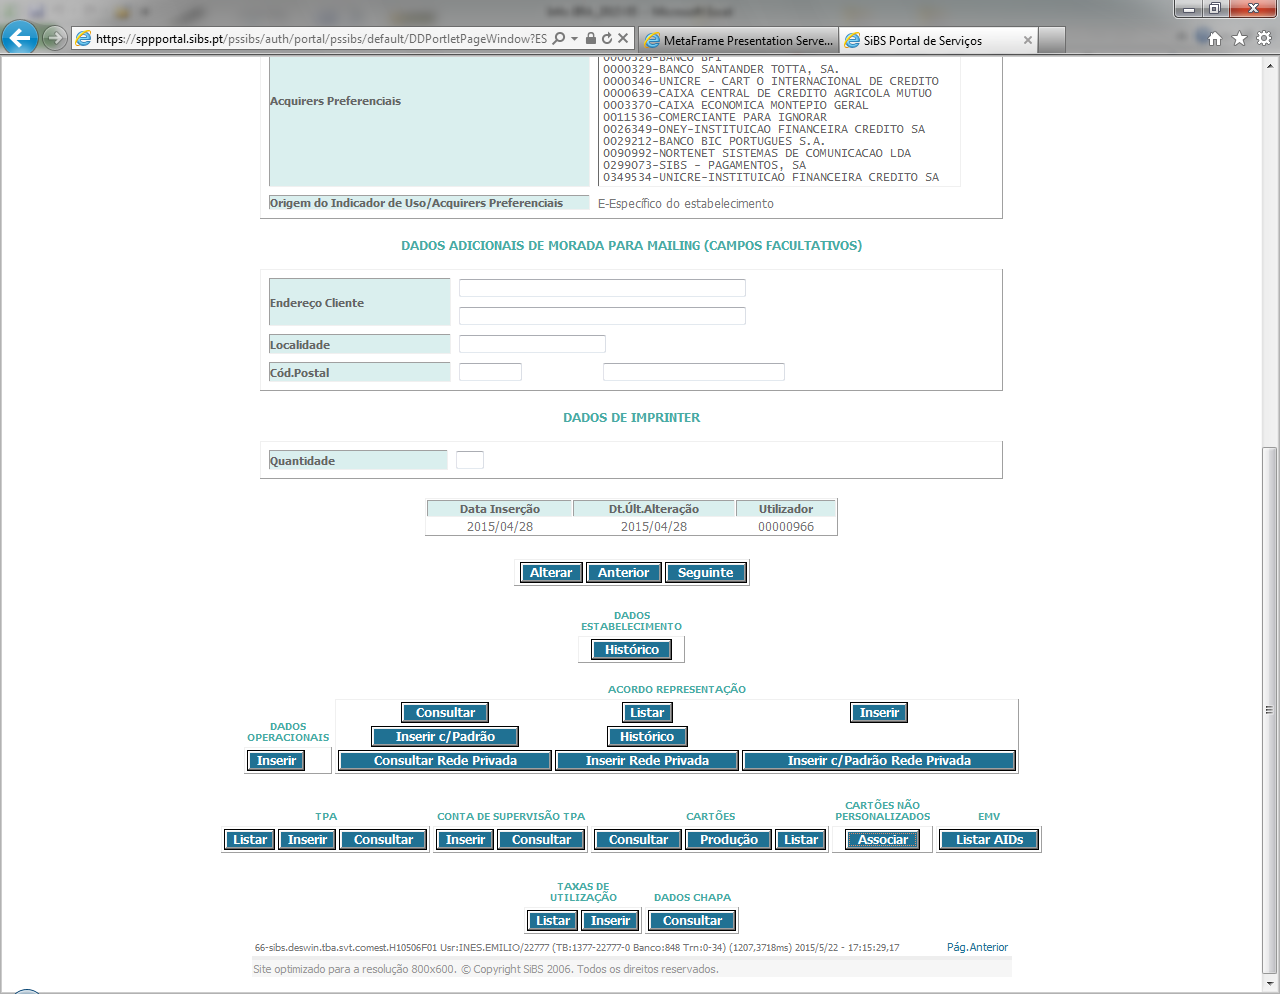 https://sppportal.sibs.pt/pssibs/auth/portal/pssibs/default/DDPortletPageWindow?ES
MetaFrame Presentation Serve...
SiBS Portal de Serviços
0000329-BANCO SANTANDER TOTTA, SA.
0000346-UNICRE - CART O INTERNACIONAL DE CREDITO
0000639-CAIXA CENTRAL DE CREDITO AGRICOLA MUTUO
Acquirers Preferenciais
0003370-CAIXA ECONOMICA MONTEPIO GERAL
0011536-COMERCIANTE PARA IGNORAR
0026349-ONEY-INSTITUICAO FINANCEIRA CREDITO SA
0029212-BANCO BIC PORTUGUES S.A.
0090992-NORTENET SISTEMAS DE COMUNICACAO LDA
0299073-SIBS - PAGAMENTOS, SA
0349534-UNICRE-INSTITUICAO FINANCEIRA CREDITO SA
Origem do Indicador de Uso/Acquirers Preferenciais E-Específico do estabelecimento
DADOS ADICIONAIS DE MORADA PARA MAILING (CAMPOS FACULTATIVOS)
Endereço Cliente
Localidade
Cód.Postal
DADOS DE IMPRINTER
Quantidade
Data Inserção Dt.Últ.Alteração Utilizador
2015/04/28 2015/04/28 00000966
Alterar Anterior Seguinte
DADOS
ESTABELECIMENTO
Histórico
ACORDO REPRESENTAÇÃO
Consultar Listar Inserir
DADOS
OPERACIONAIS
Inserir c/Padrão Histórico
Inserir Consultar Rede Privada Inserir Rede Privada Inserir c/Padrão Rede Privada
TPA CONTA DE SUPERVISÃO TPA CARTÕES
CARTÕES NÃO
PERSONALIZADOS
EMV
Listar Inserir Consultar Inserir Consultar Consultar Produção Listar Associar Listar AIDs
TAXAS DE
UTILIZAÇÃO
DADOS CHAPA
Listar Inserir Consultar
66-sibs.deswin.tba.svt.comest.H10506F01 Usr:INES.EMILIO/22777 (TB:1377-22777-0 Banco:848 Trn:0-34) (1207,3718ms) 2015/5/22 - 17:15:29,17
Pág.Anterior
Site optimizado para a resolução 800x600. © Copyright SiBS 2006. Todos os direitos reservados.